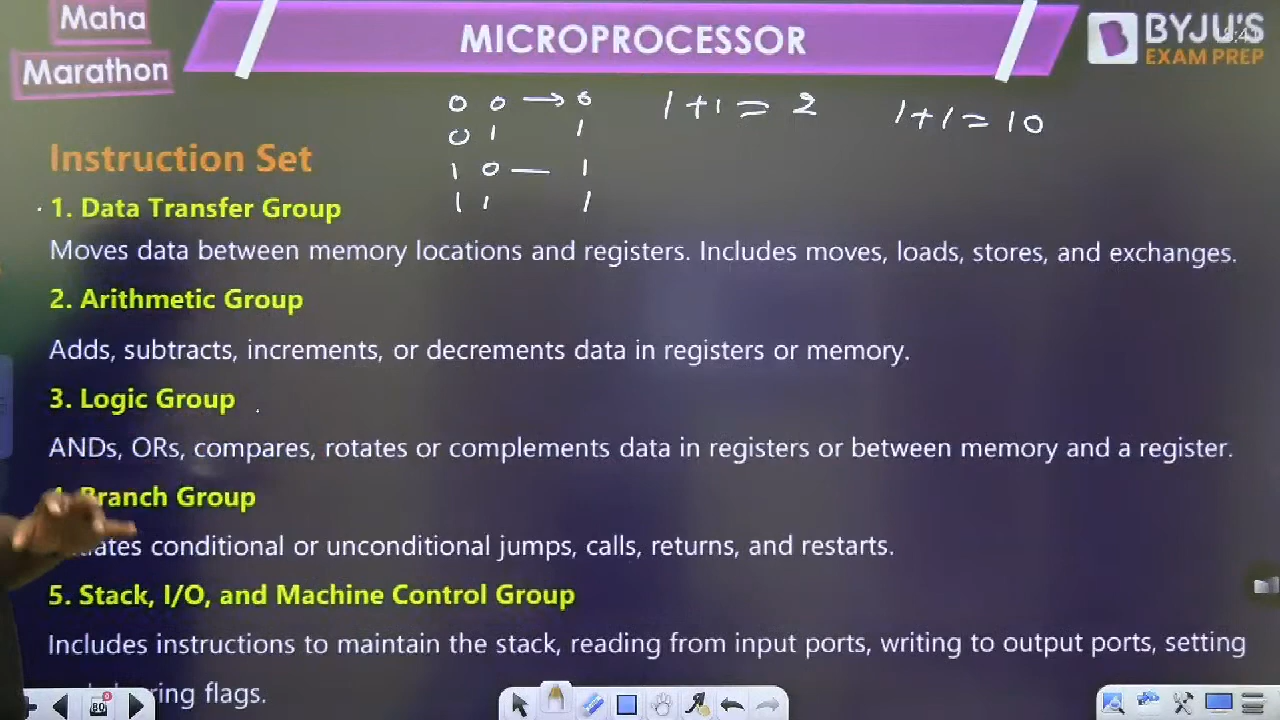 Maha
Marathon
MICROPROCESSOR
BYJU'S
EXAM PREP
0 0 → 0
0 1 1
1 0 — 1
1 1 1
1+1 = 2
1+1 = 10
Instruction Set
1. Data Transfer Group
Moves data between memory locations and registers. Includes moves, loads, stores, and exchanges.
2. Arithmetic Group
Adds, subtracts, increments, or decrements data in registers or memory.
3. Logic Group
ANDs, ORs, compares, rotates or complements data in registers or between memory and a register.
Branch Group
conditional or unconditional jumps, calls, returns, and restarts.
5. Stack, I/O, and Machine Control Group
Includes instructions to maintain the stack, reading from input ports, writing to output ports, setting
flags.
80